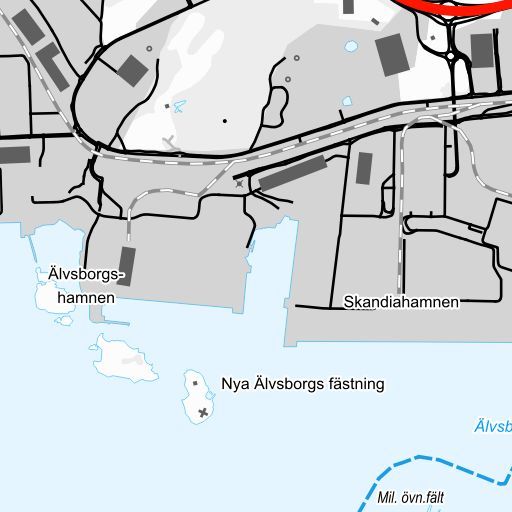 Älvsborgs-
hamnen
Skandiahamnen
Nya Älvsborgs fästning
Mil. övn.fält